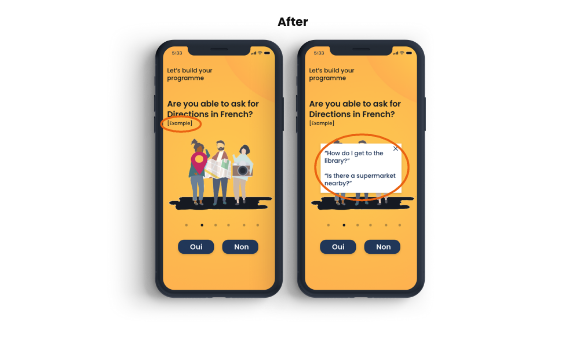 After
9:33
Let's build your
programme
Are you able to ask for
Directions in French?
[Example]
Oui
Non
9:33
Let's build your
programme
Are you able to ask for
Directions in French?
[Example]
"How do I get to the
library?"
"Is there a supermarket
nearby?"
Oui
Non